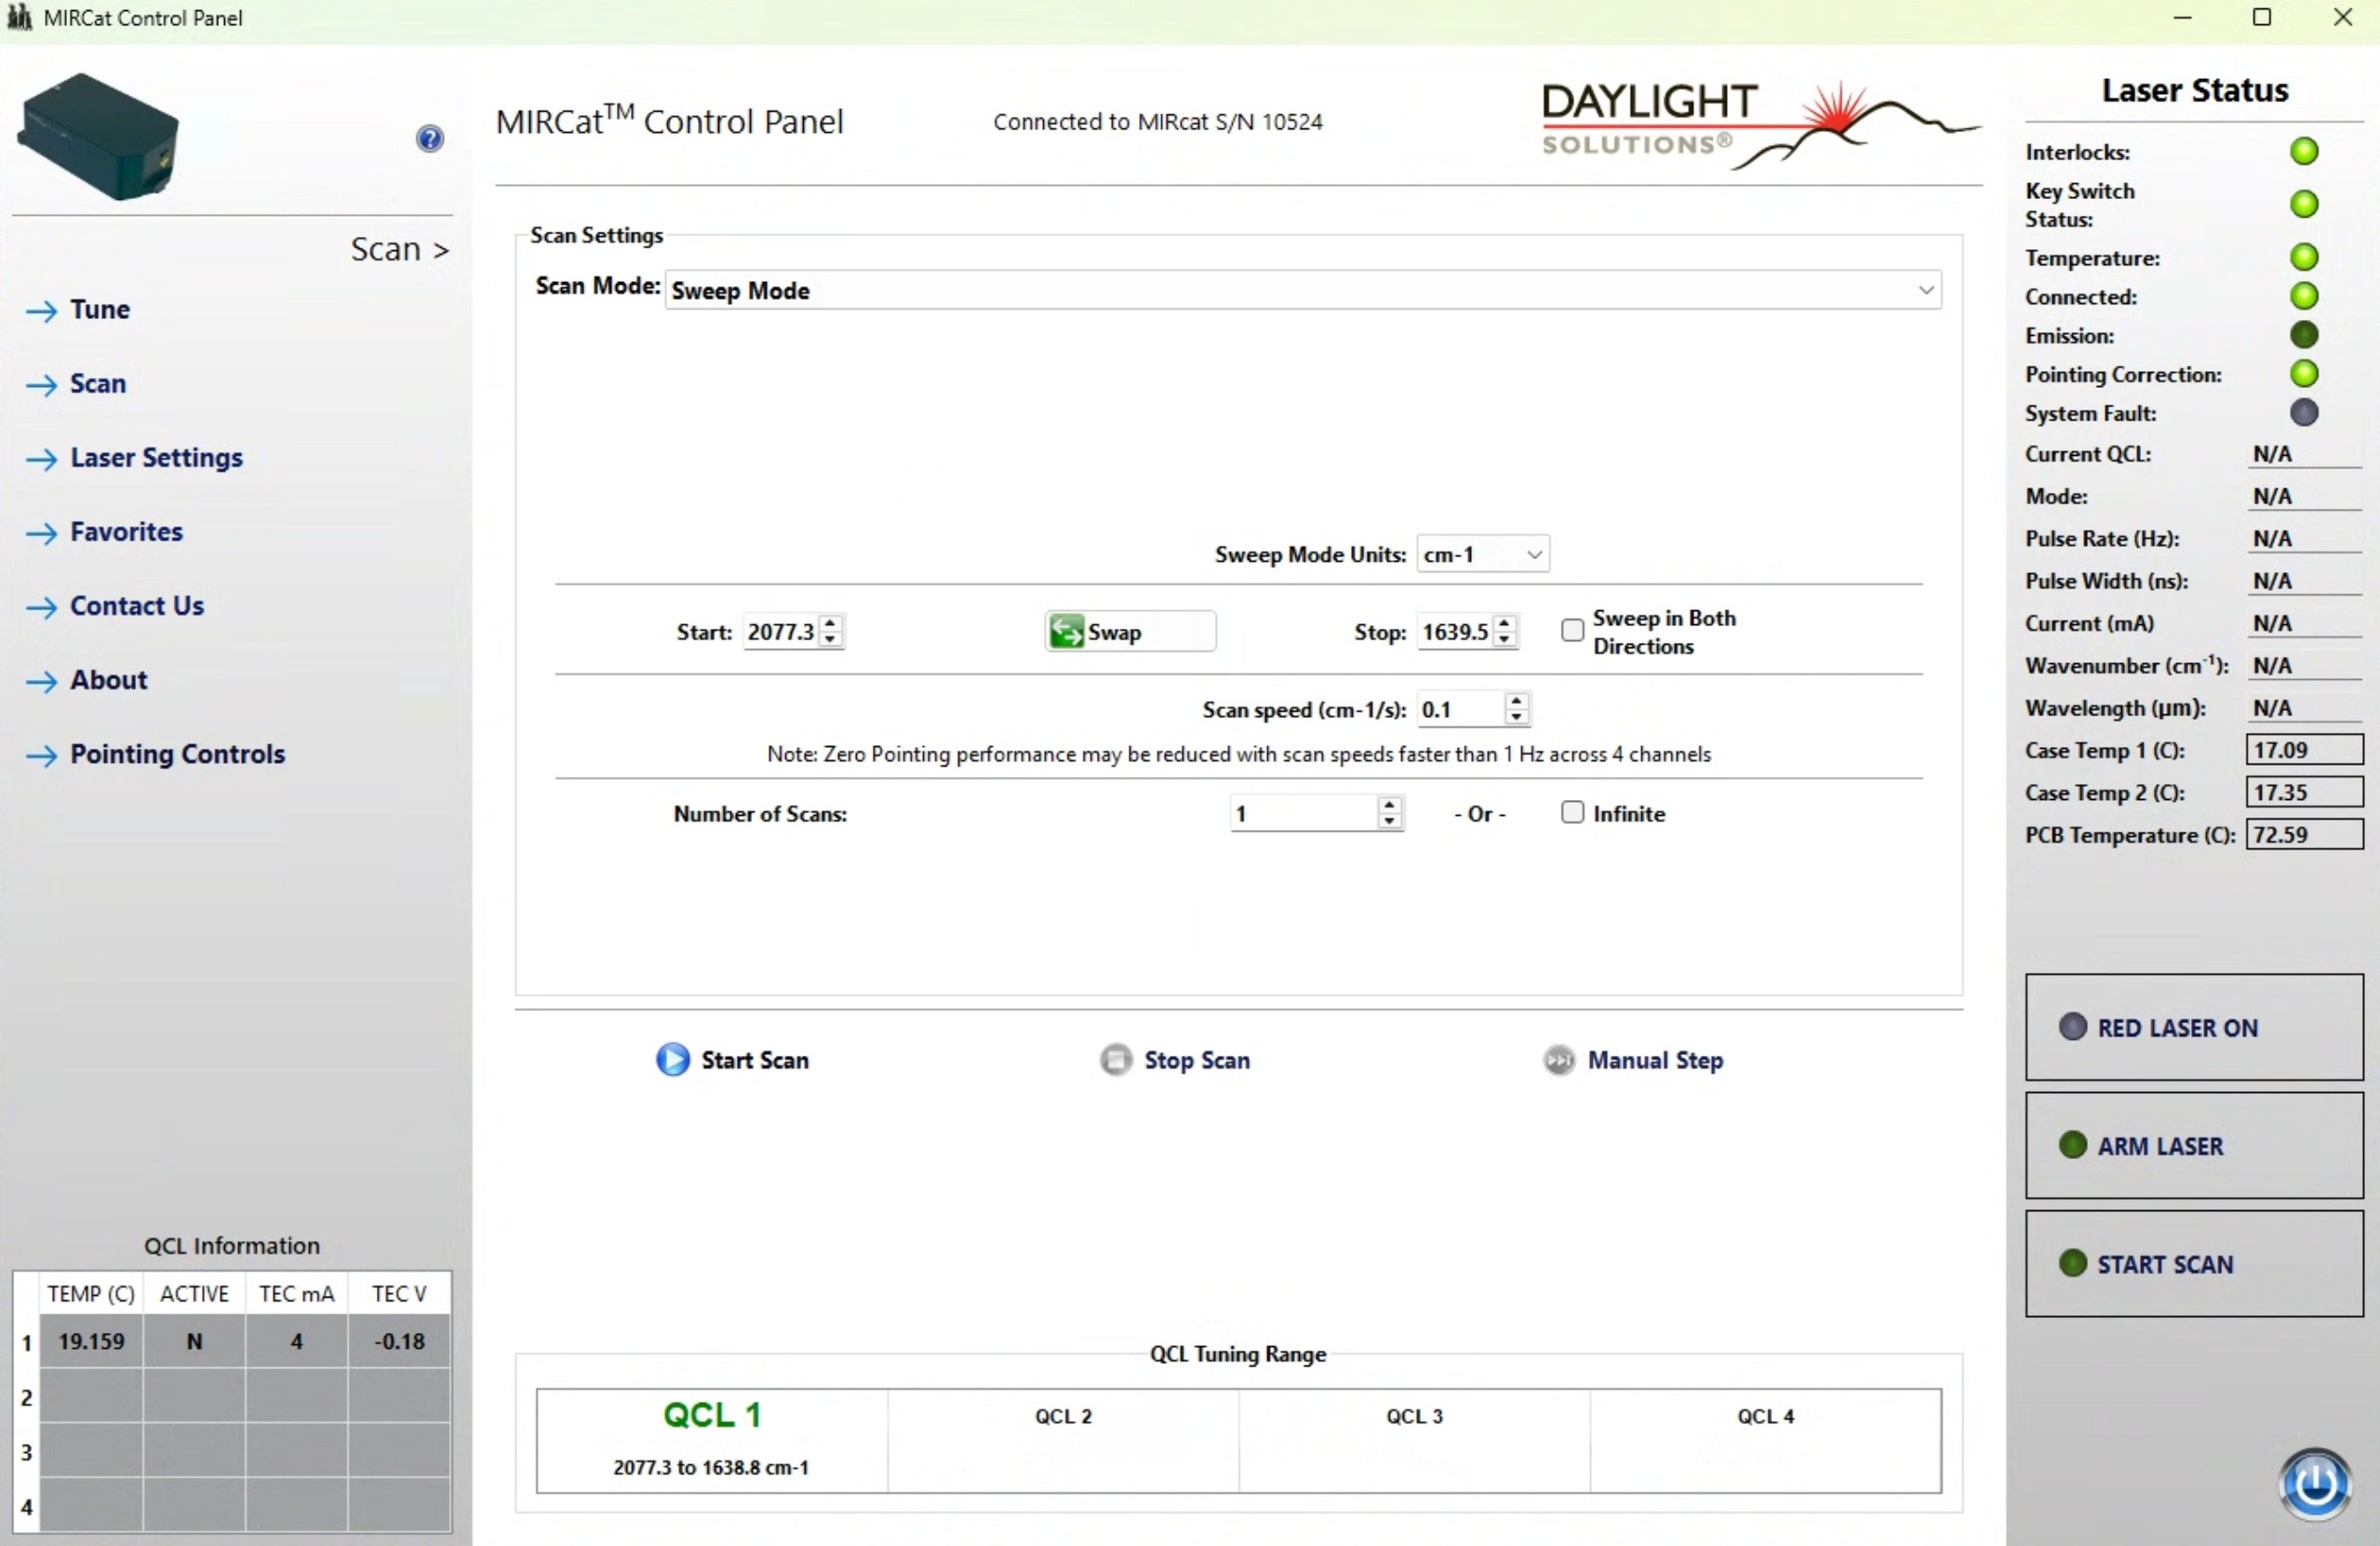 MIRCat Control Panel
MIRCat™ Control Panel
Connected to MIRcat S/N 10524
DAYLIGHT
SOLUTIONS®
Scan >
Tune
Scan
Laser Settings
Favorites
Contact Us
About
Pointing Controls
QCL Information
TEMP (C) ACTIVE TEC mA TEC V
1 19.159 N 4 -0.18
2
3
4
Scan Settings
Scan Mode: Sweep Mode
Sweep Mode Units: cm-1
Start: 2077.3 Swap Stop: 1639.5 Sweep in Both
Directions
Scan speed (cm-1/s): 0.1
Note: Zero Pointing performance may be reduced with scan speeds faster than 1 Hz across 4 channels
Number of Scans: 1 - Or - Infinite
Start Scan Stop Scan Manual Step
QCL Tuning Range
QCL 1 QCL 2 QCL 3 QCL 4
2077.3 to 1638.8 cm-1
Laser Status
Interlocks:
Key Switch
Status:
Temperature:
Connected:
Emission:
Pointing Correction:
System Fault:
Current QCL: N/A
Mode: N/A
Pulse Rate (Hz): N/A
Pulse Width (ns): N/A
Current (mA) N/A
Wavenumber (cm⁻¹): N/A
Wavelength (µm): N/A
Case Temp 1 (C): 17.09
Case Temp 2 (C): 17.35
PCB Temperature (C): 72.59
RED LASER ON
ARM LASER
START SCAN